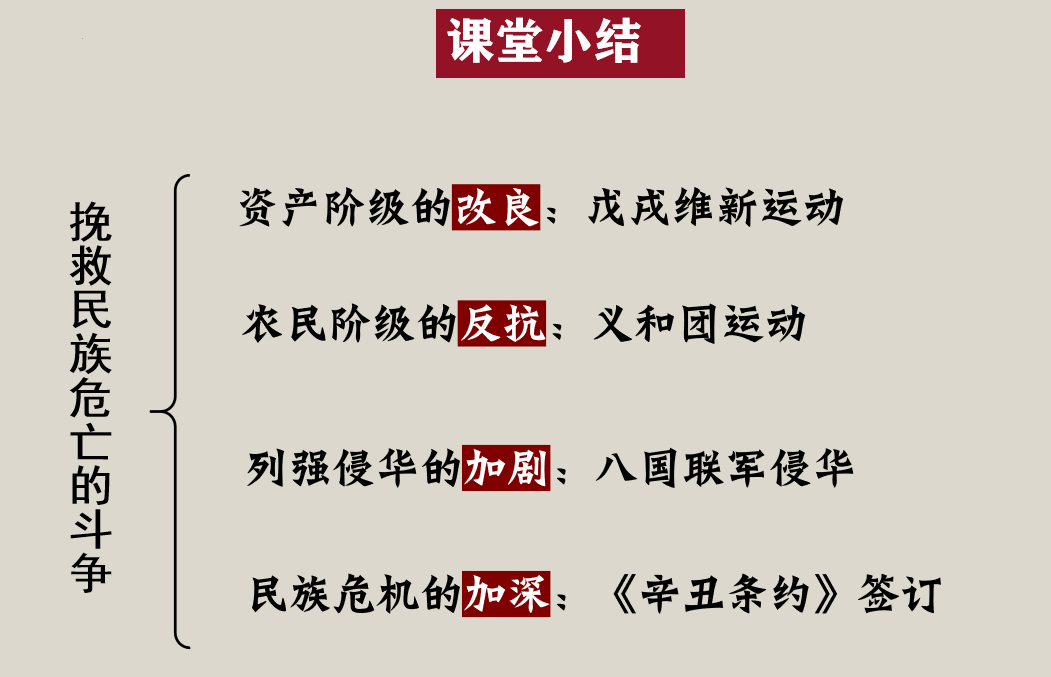 课堂小结
挽救民族危亡的斗争
资产阶级的改良；戊戌维新运动
农民阶级的反抗；义和团运动
列强侵华的加剧；八国联军侵华
民族危机的加深；《辛丑条约》签订